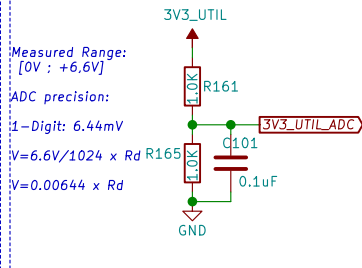 3V3_UTIL
Measured Range:
[0V ; +6,6V]
R161
1.0K
ADC precision:
3V3_UTIL_ADC
1-Digit: 6.44mV
C101
V=6.6V/1024 x Rd
R165
1.0K
V=0.00644 x Rd
0.1uF
GND